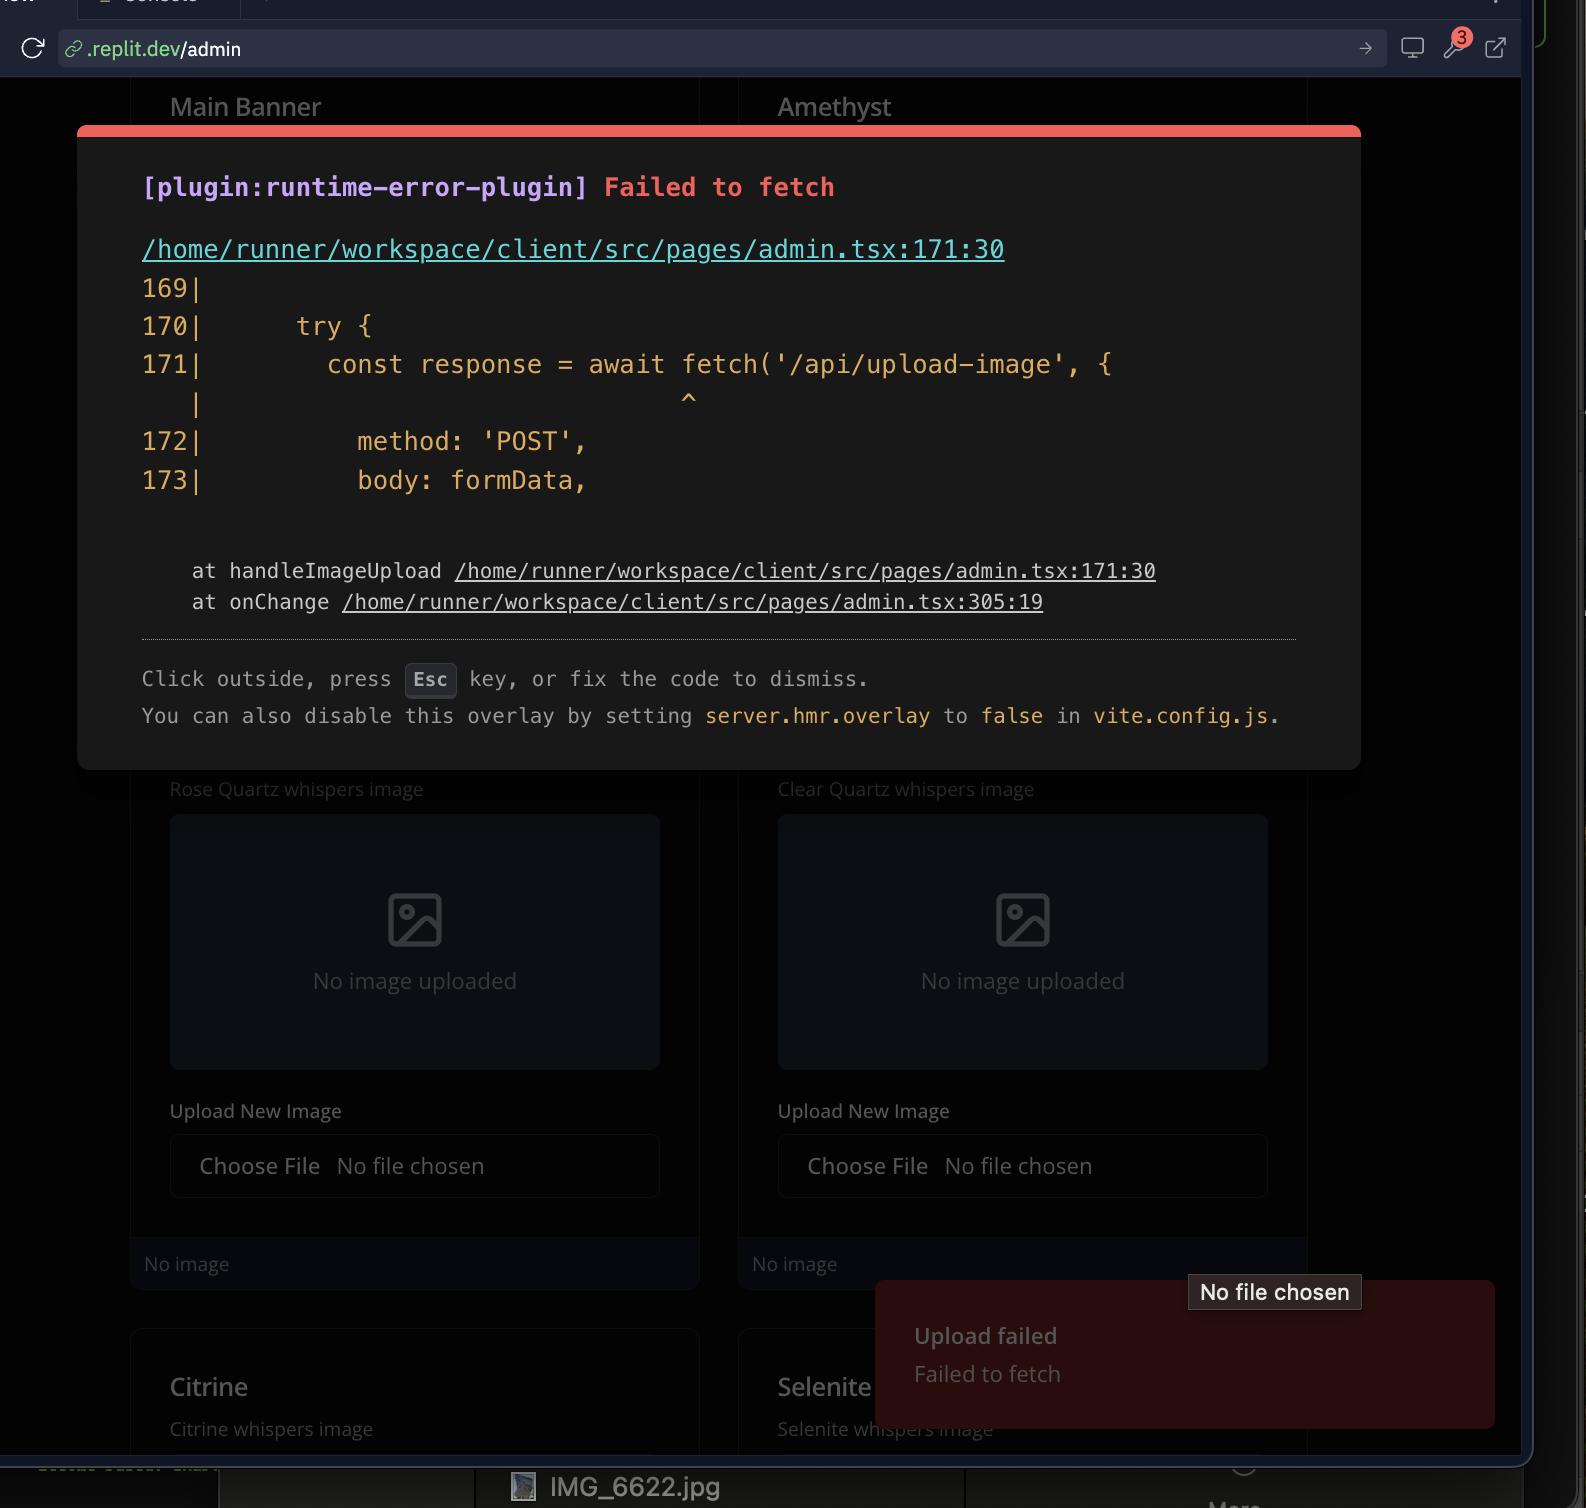 .replit.dev/admin
3
Main Banner
Amethyst
[plugin:runtime-error-plugin] Failed to fetch
/home/runner/workspace/client/src/pages/admin.tsx:171:30
169|
170|      try {
171|        const response = await fetch('/api/upload-image', {
   |                               ^
172|          method: 'POST',
173|          body: formData,
at handleImageUpload /home/runner/workspace/client/src/pages/admin.tsx:171:30
at onChange /home/runner/workspace/client/src/pages/admin.tsx:305:19
Click outside, press Esc key, or fix the code to dismiss.
You can also disable this overlay by setting server.hmr.overlay to false in vite.config.js.
Rose Quartz whispers image
Clear Quartz whispers image
No image uploaded
No image uploaded
Upload New Image
Upload New Image
Choose File No file chosen
Choose File No file chosen
No image
No image
No file chosen
Upload failed
Failed to fetch
Citrine
Selenite
Citrine whispers image
Selenite whispers image
IMG_6622.jpg